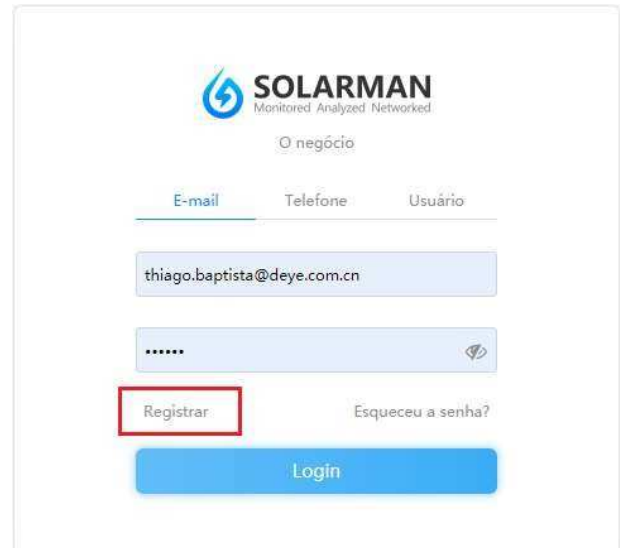 SOLARMAN
Monitored Analyzed Networked
O negócio
E-mail Telefone Usuário
thiago.baptista@deye.com.cn
••••••
Registrar Esqueceu a senha?
Login